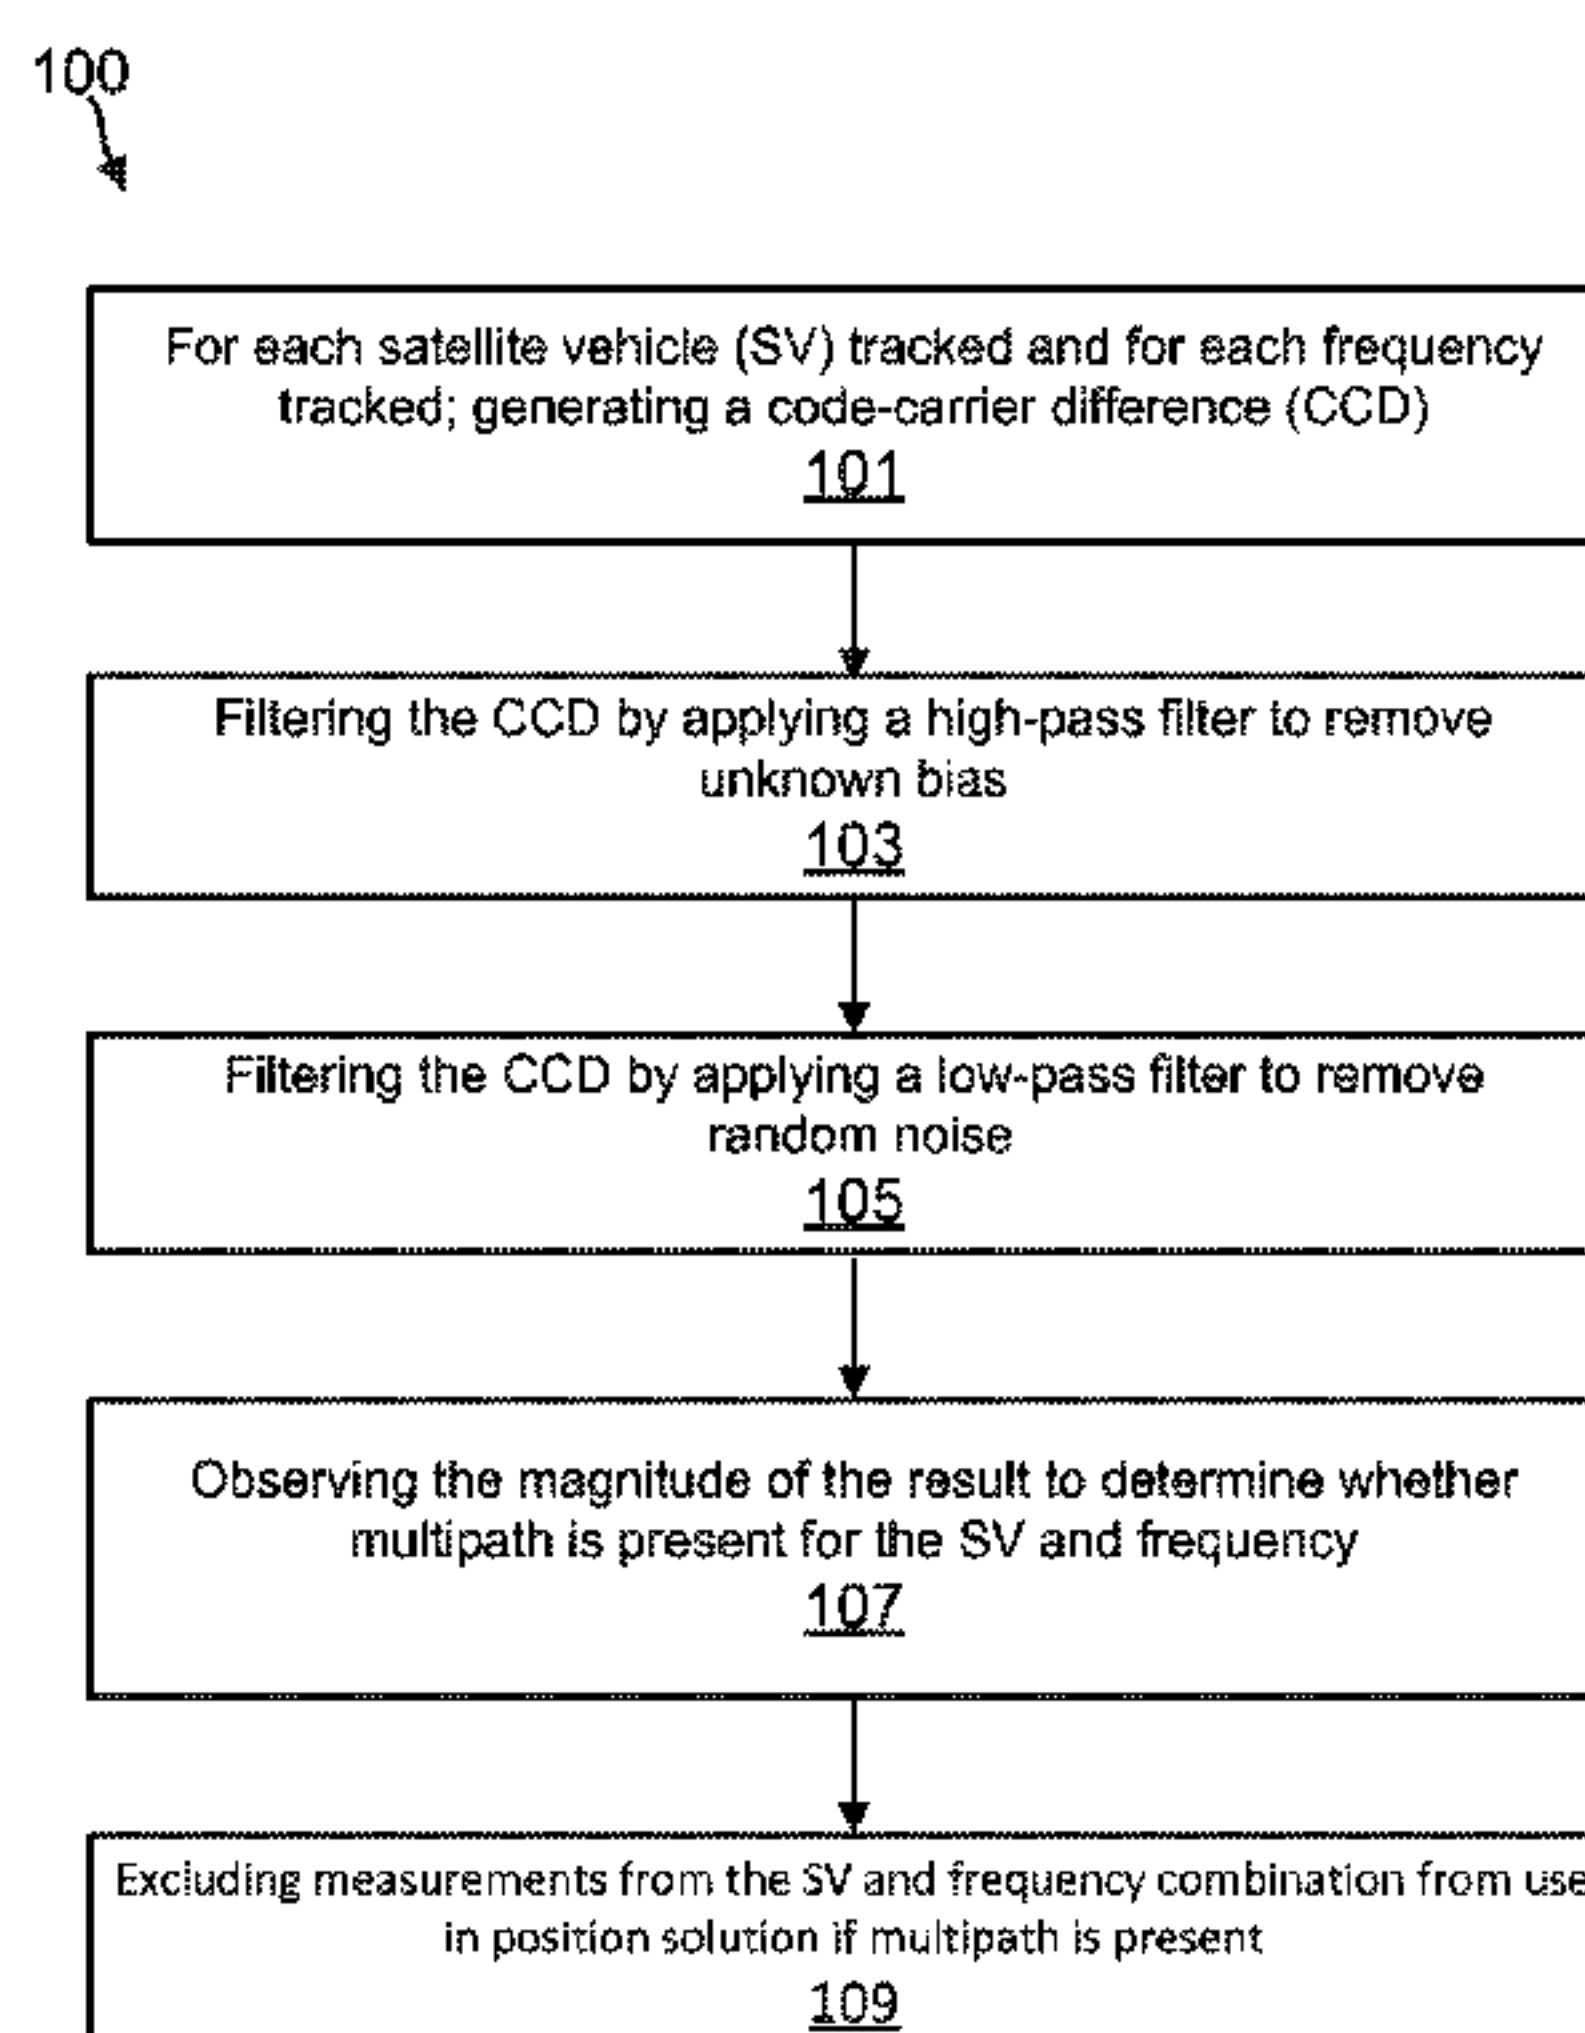 100
For each satellite vehicle (SV) tracked and for each frequency
tracked; generating a code-carrier difference (CCD)
101
Filtering the CCD by applying a high-pass filter to remove
unknown bias
103
Filtering the CCD by applying a low-pass filter to remove
random noise
105
Observing the magnitude of the result to determine whether
multipath is present for the SV and frequency
107
Excluding measurements from the SV and frequency combination from use
in position solution if multipath is present
109